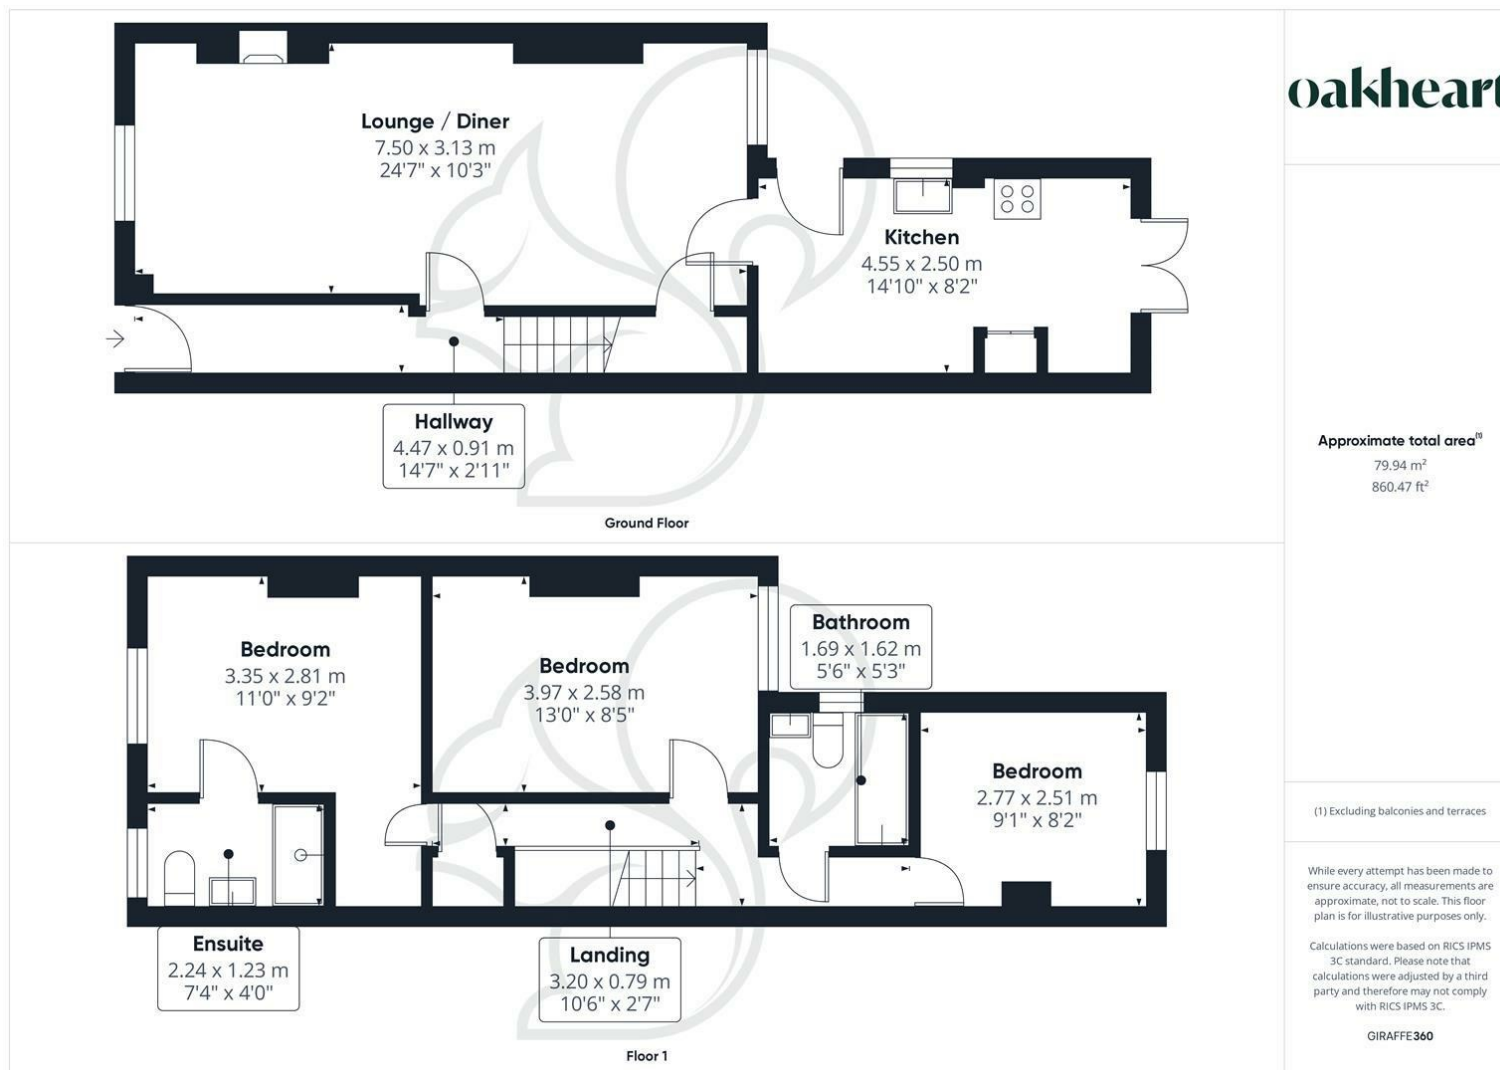 Lounge / Diner
7.50 x 3.13 m
24'7" x 10'3"
Kitchen
4.55 x 2.50 m
14'10" x 8'2"
Hallway
4.47 x 0.91 m
14'7" x 2'11"
Ground Floor
Bedroom
3.35 x 2.81 m
11'0" x 9'2"
Bedroom
3.97 x 2.58 m
13'0" x 8'5"
Bathroom
1.69 x 1.62 m
5'6" x 5'3"
Bedroom
2.77 x 2.51 m
9'1" x 8'2"
Ensuite
2.24 x 1.23 m
7'4" x 4'0"
Landing
3.20 x 0.79 m
10'6" x 2'7"
Floor 1
oakheart
Approximate total area(1)
79.94 m²
860.47 ft²
(1) Excluding balconies and terraces
While every attempt has been made to
ensure accuracy, all measurements are
approximate, not to scale. This floor
plan is for illustrative purposes only.
Calculations were based on RICS IPMS
3C standard. Please note that
calculations were adjusted by a third
party and therefore may not comply
with RICS IPMS 3C.
GIRAFFE360